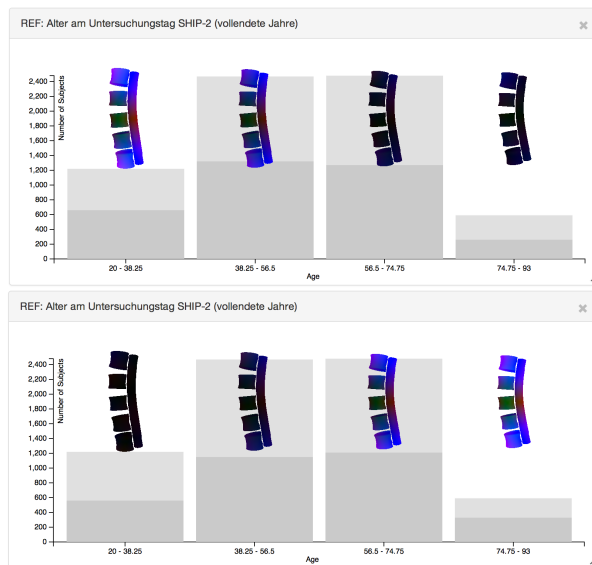 REF: Alter am Untersuchungstag SHIP-2 (vollendete Jahre)
×
Number of Subjects
2,400
2,200
2,000
1,800
1,600
1,400
1,200
1,000
800
600
400
200
0
20 - 38.25
38.25 - 56.5
56.5 - 74.75
74.75 - 93
Age
REF: Alter am Untersuchungstag SHIP-2 (vollendete Jahre)
×
Number of Subjects
2,400
2,200
2,000
1,800
1,600
1,400
1,200
1,000
800
600
400
200
0
20 - 38.25
38.25 - 56.5
56.5 - 74.75
74.75 - 93
Age